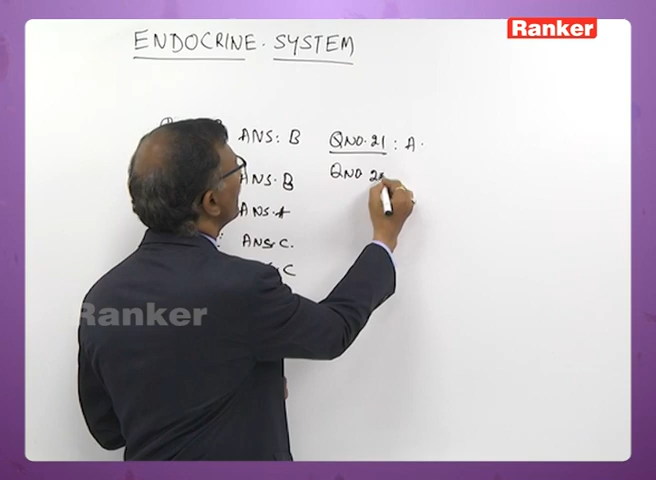 Ranker
ENDOCRINE SYSTEM
ANS: B
QNO. 21 : A.
ANS. B
QNO
ANS. A
ANS. C.
C
Ranker